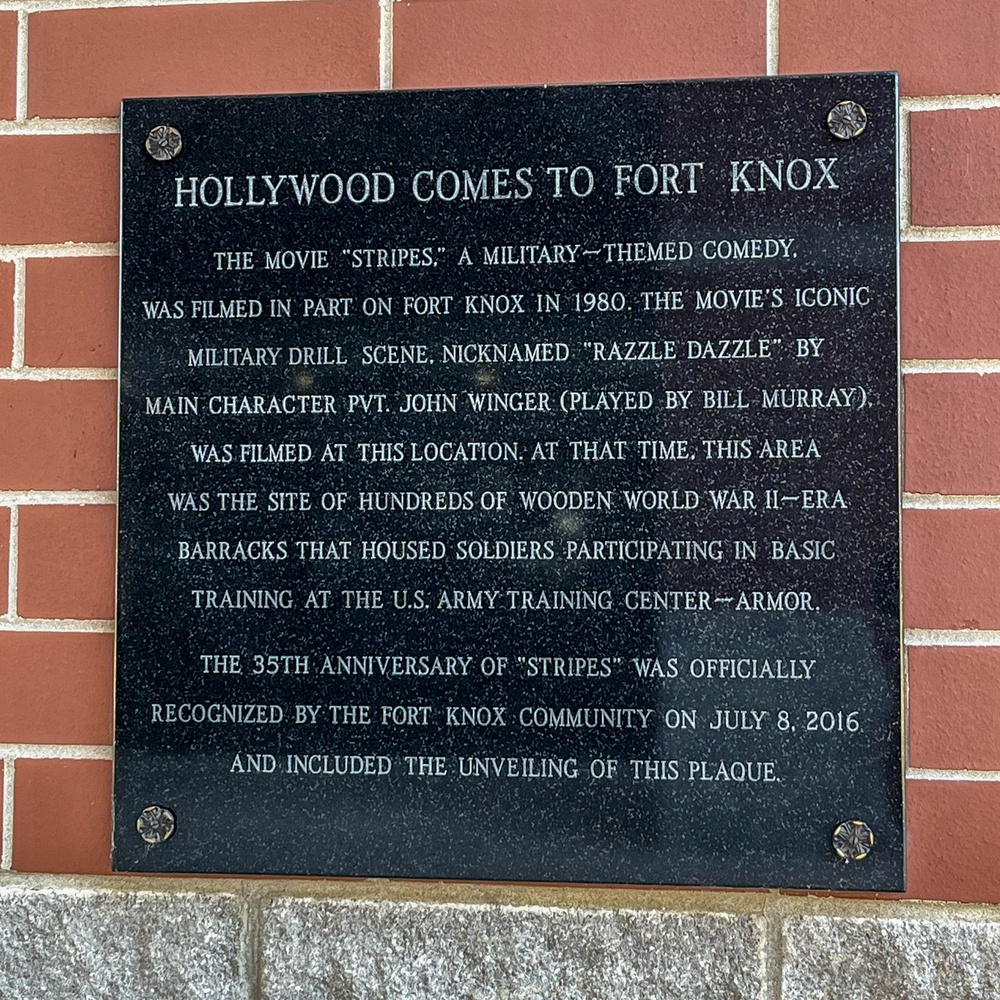 HOLLYWOOD COMES TO FORT KNOX
THE MOVIE "STRIPES," A MILITARY—THEMED COMEDY,
WAS FILMED IN PART ON FORT KNOX IN 1980. THE MOVIE'S ICONIC
MILITARY DRILL SCENE, NICKNAMED "RAZZLE DAZZLE" BY
MAIN CHARACTER PVT. JOHN WINGER (PLAYED BY BILL MURRAY),
WAS FILMED AT THIS LOCATION. AT THAT TIME, THIS AREA
WAS THE SITE OF HUNDREDS OF WOODEN WORLD WAR II—ERA
BARRACKS THAT HOUSED SOLDIERS PARTICIPATING IN BASIC
TRAINING AT THE U.S. ARMY TRAINING CENTER—ARMOR.
THE 35TH ANNIVERSARY OF "STRIPES" WAS OFFICIALLY
RECOGNIZED BY THE FORT KNOX COMMUNITY ON JULY 8, 2016
AND INCLUDED THE UNVEILING OF THIS PLAQUE.